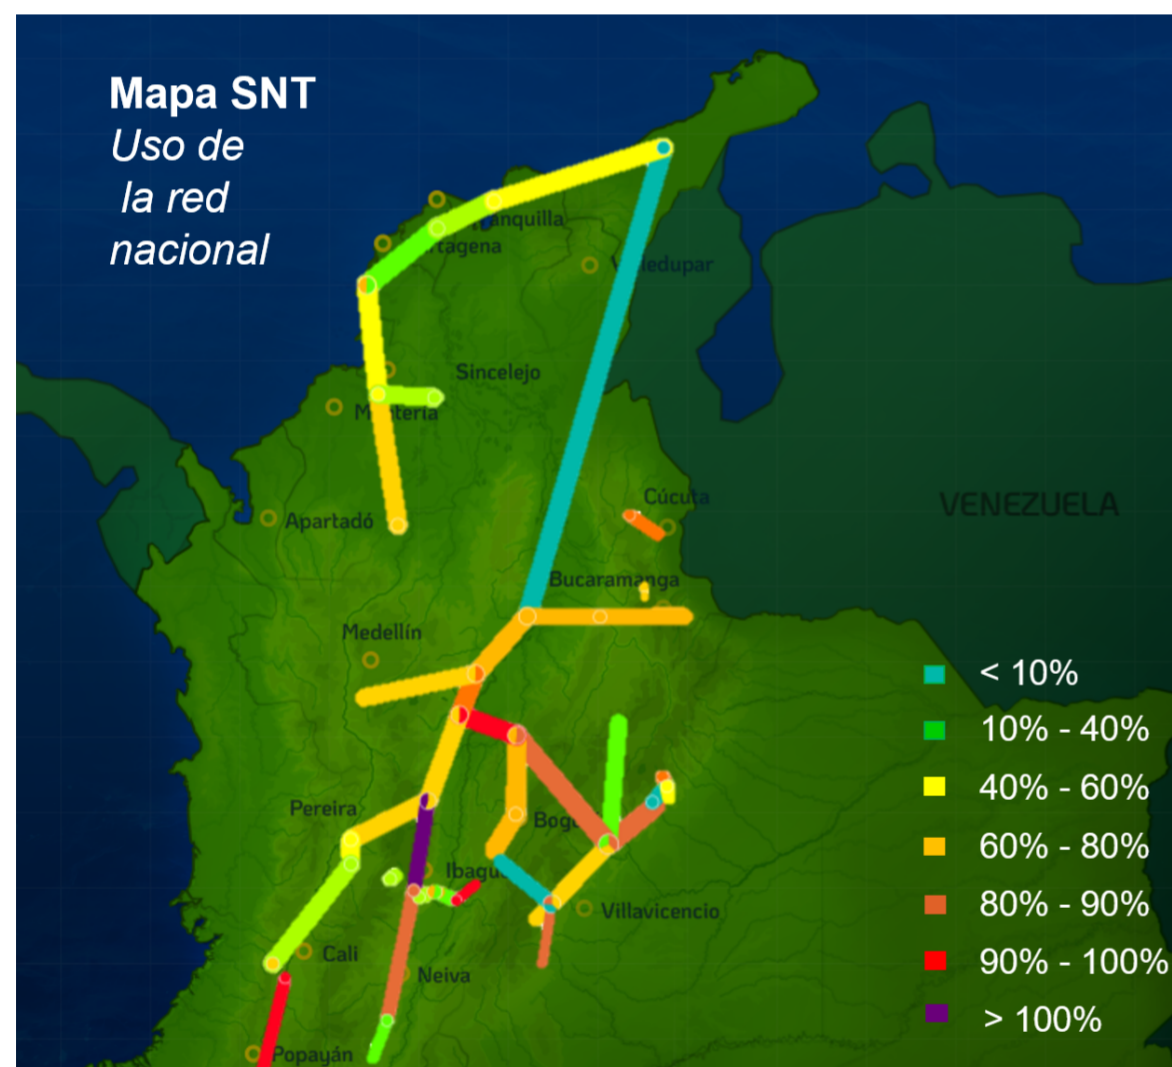 Mapa SNT
Uso de
la red
nacional
Sincelejo
Apartadó
Cúcuta
VENEZUELA
Bucaramanga
Medellín
Pereira
Villavicencio
Cali
Neiva
Popayán
< 10%
10% - 40%
40% - 60%
60% - 80%
80% - 90%
90% - 100%
> 100%